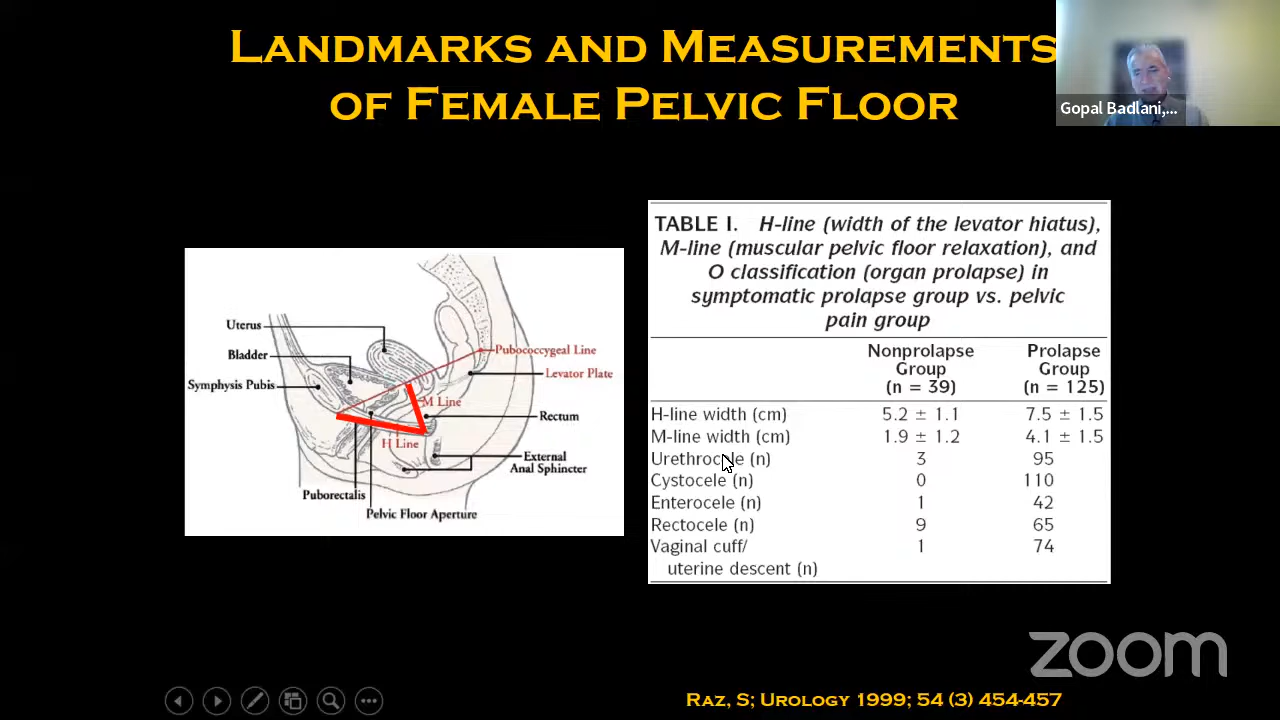 LANDMARKS AND MEASUREMENTS
OF FEMALE PELVIC FLOOR
Gopal Badlani,...
Uterus
Bladder
Symphysis Pubis
Pubococcygeal Line
Levator Plate
M Line
Rectum
H Line
External
Anal Sphincter
Puborectalis
Pelvic Floor Aperture
TABLE I. H-line (width of the levator hiatus),
M-line (muscular pelvic floor relaxation), and
O classification (organ prolapse) in
symptomatic prolapse group vs. pelvic
pain group
Nonprolapse Group (n = 39) Prolapse Group (n = 125)
H-line width (cm) 5.2 ± 1.1 7.5 ± 1.5
M-line width (cm) 1.9 ± 1.2 4.1 ± 1.5
Urethrocele (n) 3 95
Cystocele (n) 0 110
Enterocele (n) 1 42
Rectocele (n) 9 65
Vaginal cuff/ 1 74
uterine descent (n)
zoom
RAZ, S; UROLOGY 1999; 54 (3) 454-457